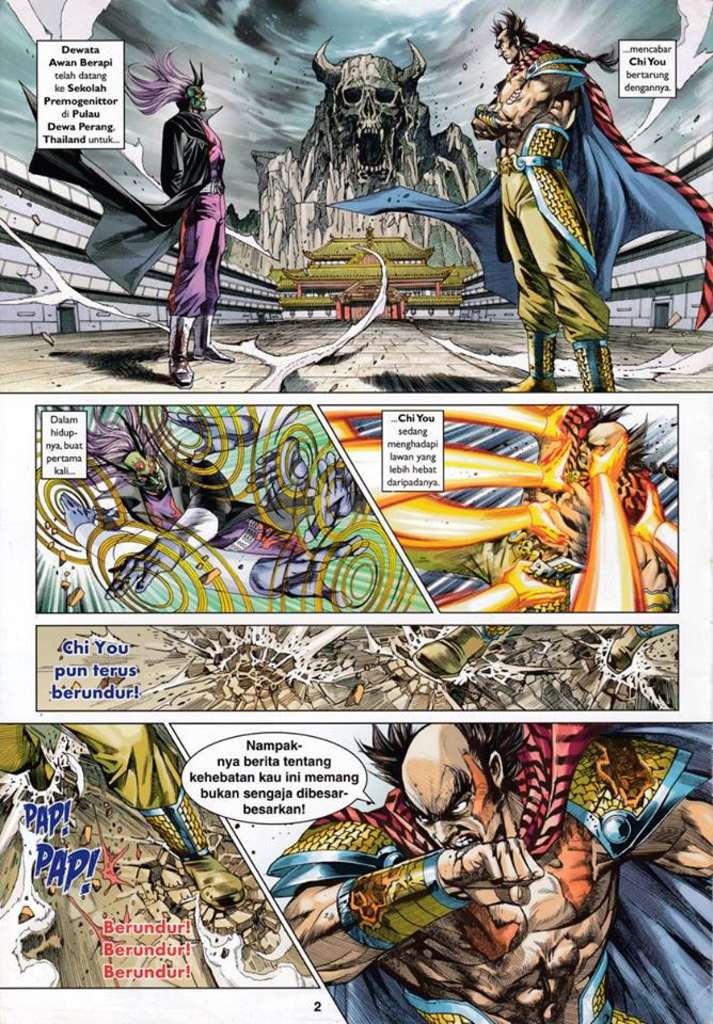 Dewata
Awan Berapi
telah datang
ke Sekolah
Premogenittor
di Pulau
Dewa Perang,
Thailand untuk...
...mencabar
Chi You
bertarung
dengannya.
Dalam
hidup-
nya, buat
pertama
kali...
...Chi You
sedang
menghadapi
lawan yang
lebih hebat
daripadanya.
Chi You
pun terus
berundur!
Nampak-
nya berita tentang
kehebatan kau ini memang
bukan sengaja dibesar-
besarkan!
PAP!
PAP!
Berundur!
Berundur!
Berundur!
2